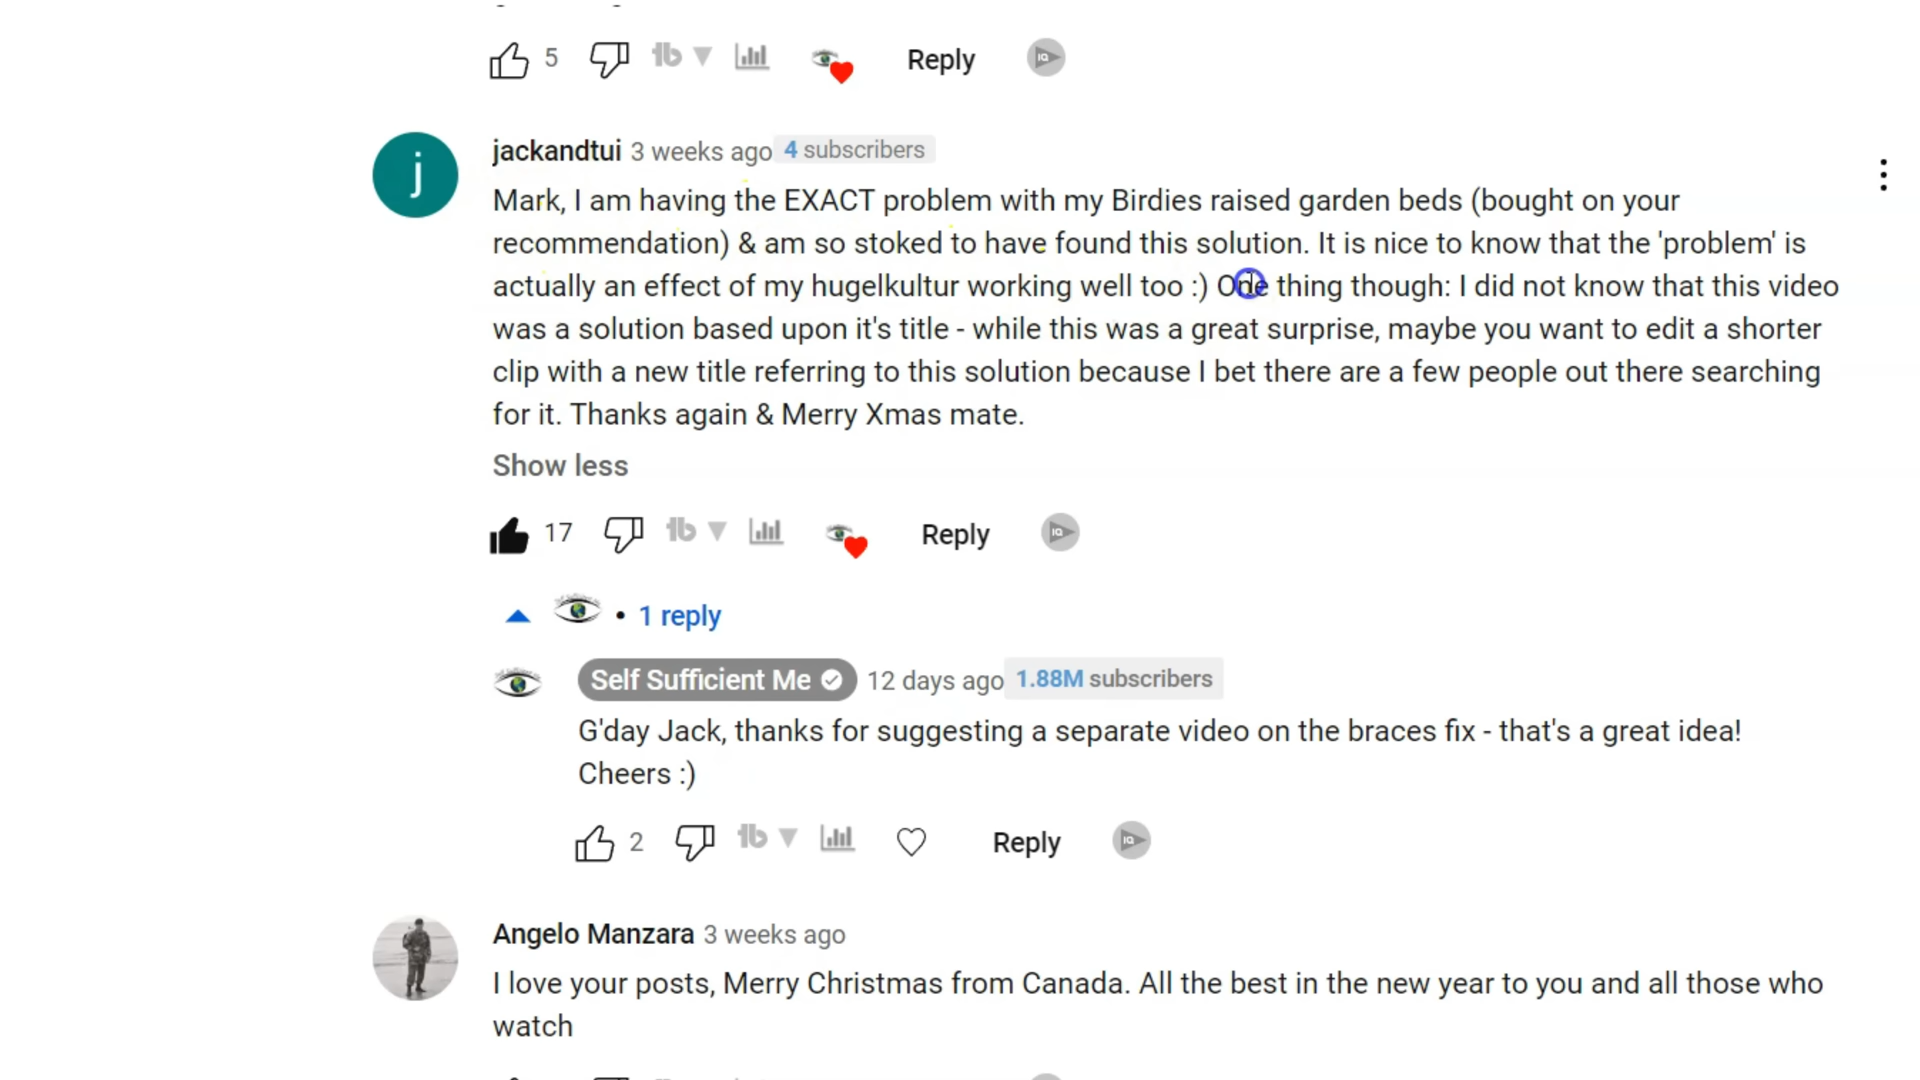 5 Reply
j
jackandtui 3 weeks ago 4 subscribers
Mark, I am having the EXACT problem with my Birdies raised garden beds (bought on your
recommendation) & am so stoked to have found this solution. It is nice to know that the 'problem' is
actually an effect of my hugelkultur working well too :) One thing though: I did not know that this video
was a solution based upon it's title - while this was a great surprise, maybe you want to edit a shorter
clip with a new title referring to this solution because I bet there are a few people out there searching
for it. Thanks again & Merry Xmas mate.
Show less
17 Reply
• 1 reply
Self Sufficient Me 12 days ago 1.88M subscribers
G'day Jack, thanks for suggesting a separate video on the braces fix - that's a great idea!
Cheers :)
2 Reply
Angelo Manzara 3 weeks ago
I love your posts, Merry Christmas from Canada. All the best in the new year to you and all those who
watch